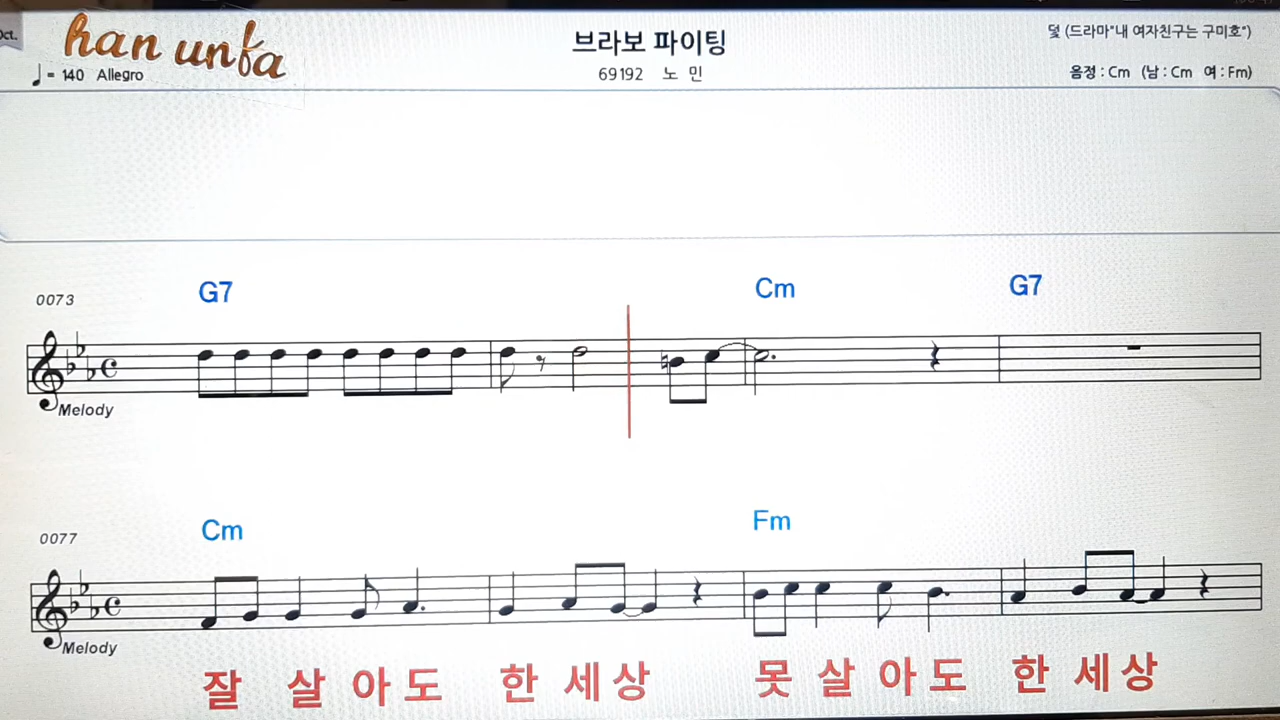 Oct.
han unfa
브라보 파이팅
덫 (드라마"내 여자친구는 구미호")
♩= 140 Allegro
69192 노 민
음정 : Cm (남 : Cm 여 : Fm)
0073
G7 Cm G7
Melody
0077
Cm Fm
Melody
잘 살 아 도 한 세 상 못 살 아 도 한 세 상